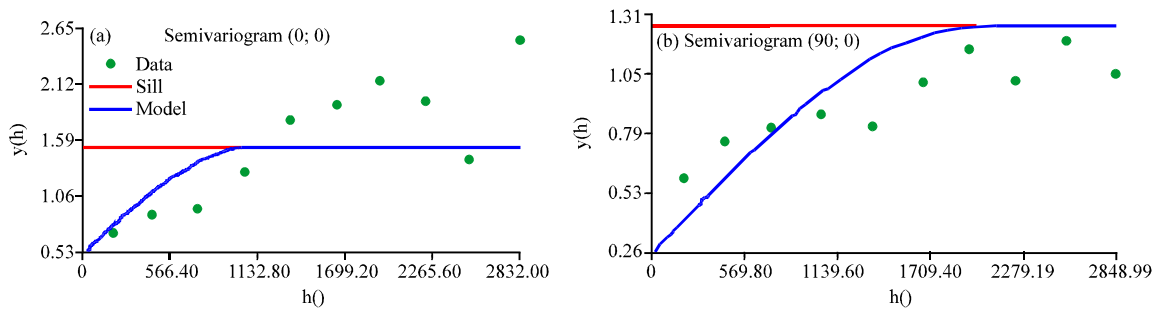 2.65
2.12
1.59
1.06
0.53
y(h)
(a)
Semivariogram (0; 0)
Data
Sill
Model
0
566.40
1132.80
1699.20
2265.60
2832.00
h()
1.31
1.05
0.79
0.53
0.26
y(h)
(b) Semivariogram (90; 0)
0
569.80
1139.60
1709.40
2279.19
2848.99
h()